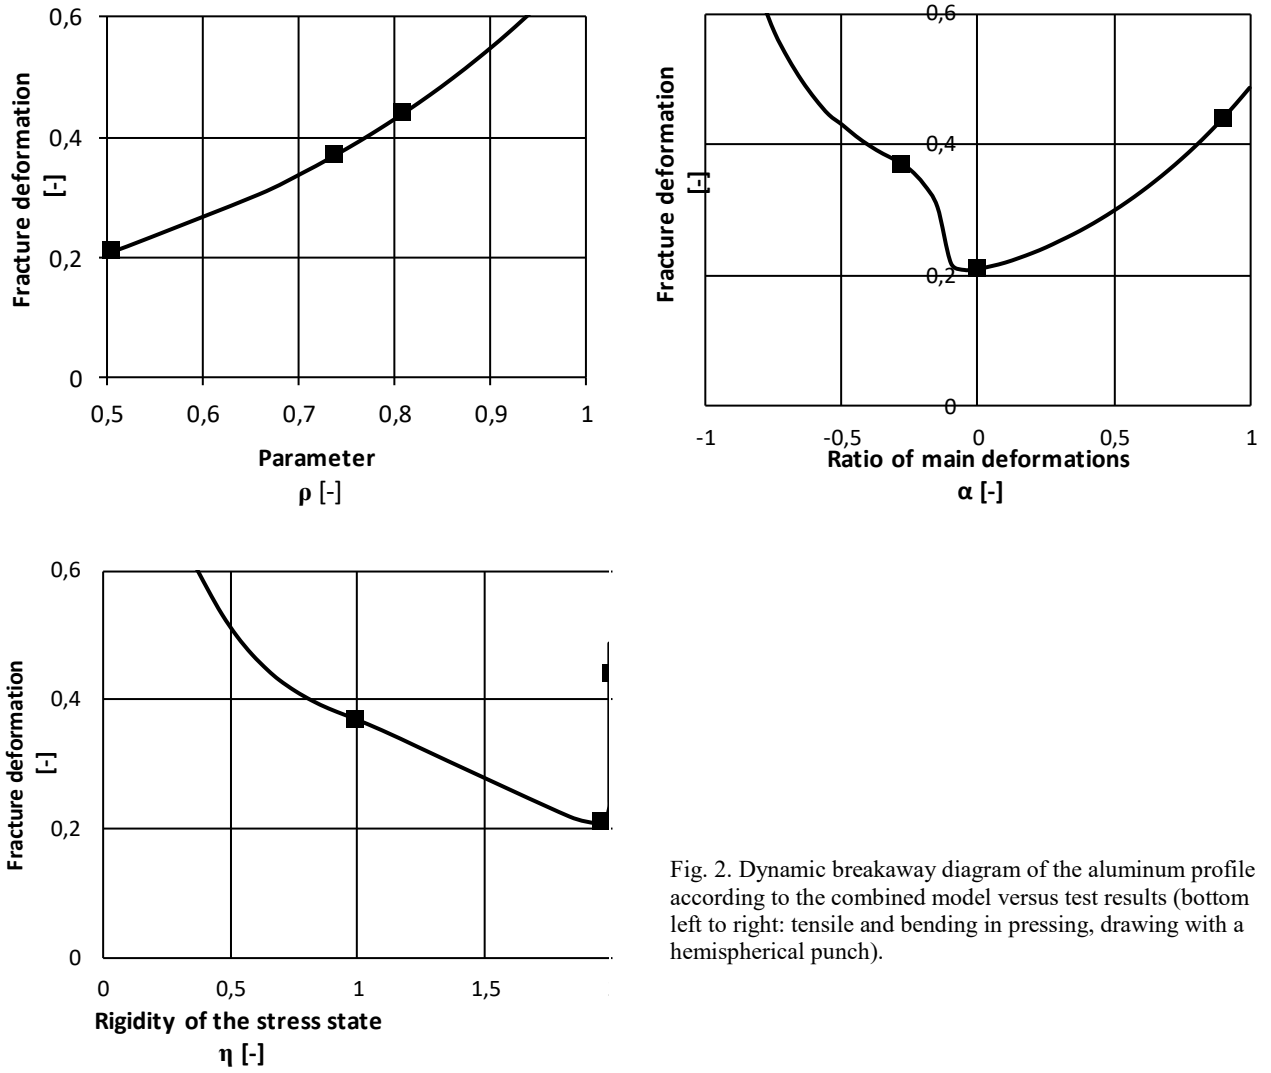 0,6
0,4
0,2
0
Fracture deformation
[-]
0,5 0,6 0,7 0,8 0,9 1
Parameter
ρ [-]
0,6
0,4
0,2
0
Fracture deformation
[-]
-1 -0,5 0 0,5 1
Ratio of main deformations
α [-]
0,6
0,4
0,2
0
Fracture deformation
[-]
0 0,5 1 1,5
Rigidity of the stress state
η [-]
Fig. 2. Dynamic breakaway diagram of the aluminum profile
according to the combined model versus test results (bottom
left to right: tensile and bending in pressing, drawing with a
hemispherical punch).